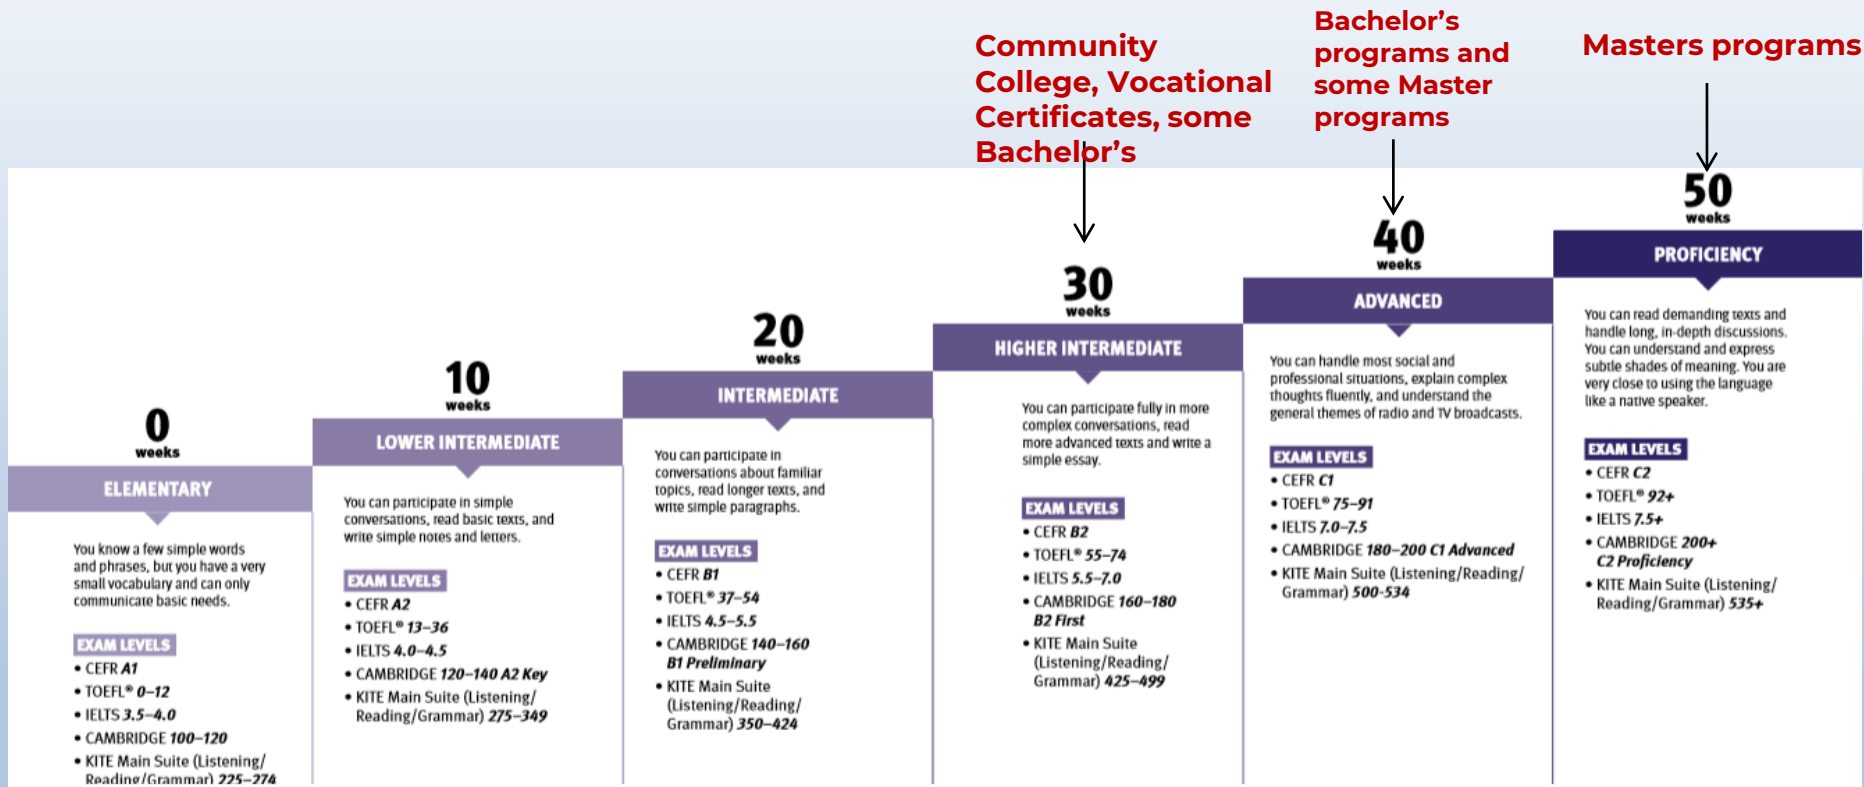 Community
College, Vocational
Certificates, some
Bachelor’s
Bachelor’s
programs and
some Master
programs
Masters programs
0
weeks
ELEMENTARY
You know a few simple words
and phrases, but you have a very
small vocabulary and can only
communicate basic needs.
EXAM LEVELS
• CEFR A1
• TOEFL® 0–12
• IELTS 3.5–4.0
• CAMBRIDGE 100–120
• KITE Main Suite (Listening/
Reading/Grammar) 225–274
10
weeks
LOWER INTERMEDIATE
You can participate in simple
conversations, read basic texts, and
write simple notes and letters.
EXAM LEVELS
• CEFR A2
• TOEFL® 13–36
• IELTS 4.0–4.5
• CAMBRIDGE 120–140 A2 Key
• KITE Main Suite (Listening/
Reading/Grammar) 275–349
20
weeks
INTERMEDIATE
You can participate in
conversations about familiar
topics, read longer texts, and
write simple paragraphs.
EXAM LEVELS
• CEFR B1
• TOEFL® 37–54
• IELTS 4.5–5.5
• CAMBRIDGE 140–160
B1 Preliminary
• KITE Main Suite
(Listening/Reading/
Grammar) 350–424
30
weeks
HIGHER INTERMEDIATE
You can participate fully in more
complex conversations, read
more advanced texts and write a
simple essay.
EXAM LEVELS
• CEFR B2
• TOEFL® 55–74
• IELTS 5.5–7.0
• CAMBRIDGE 160–180
B2 First
• KITE Main Suite
(Listening/Reading/
Grammar) 425–499
40
weeks
ADVANCED
You can handle most social and
professional situations, explain complex
thoughts fluently, and understand the
general themes of radio and TV broadcasts.
EXAM LEVELS
• CEFR C1
• TOEFL® 75–91
• IELTS 7.0–7.5
• CAMBRIDGE 180–200 C1 Advanced
• KITE Main Suite (Listening/Reading/
Grammar) 500-534
50
weeks
PROFICIENCY
You can read demanding texts and
handle long, in-depth discussions.
You can understand and express
subtle shades of meaning. You are
very close to using the language
like a native speaker.
EXAM LEVELS
• CEFR C2
• TOEFL® 92+
• IELTS 7.5+
• CAMBRIDGE 200+
C2 Proficiency
• KITE Main Suite (Listening/
Reading/Grammar) 535+